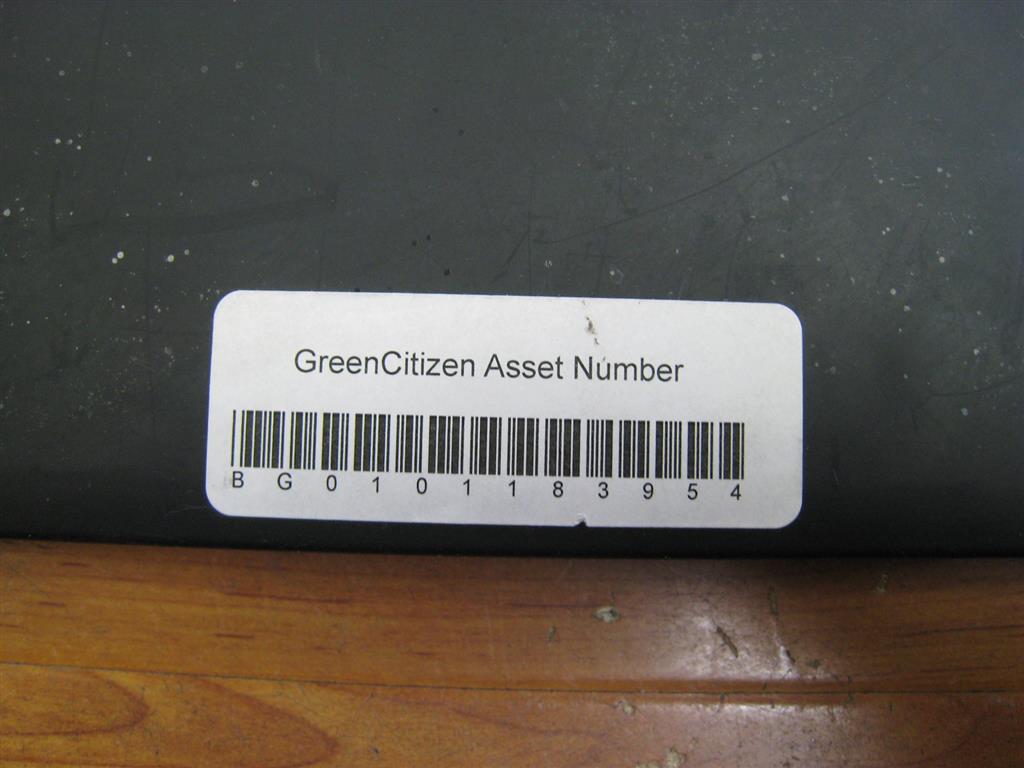 GreenCitizen Asset Number
B G 0 1 0 1 1 8 3 9 5 4